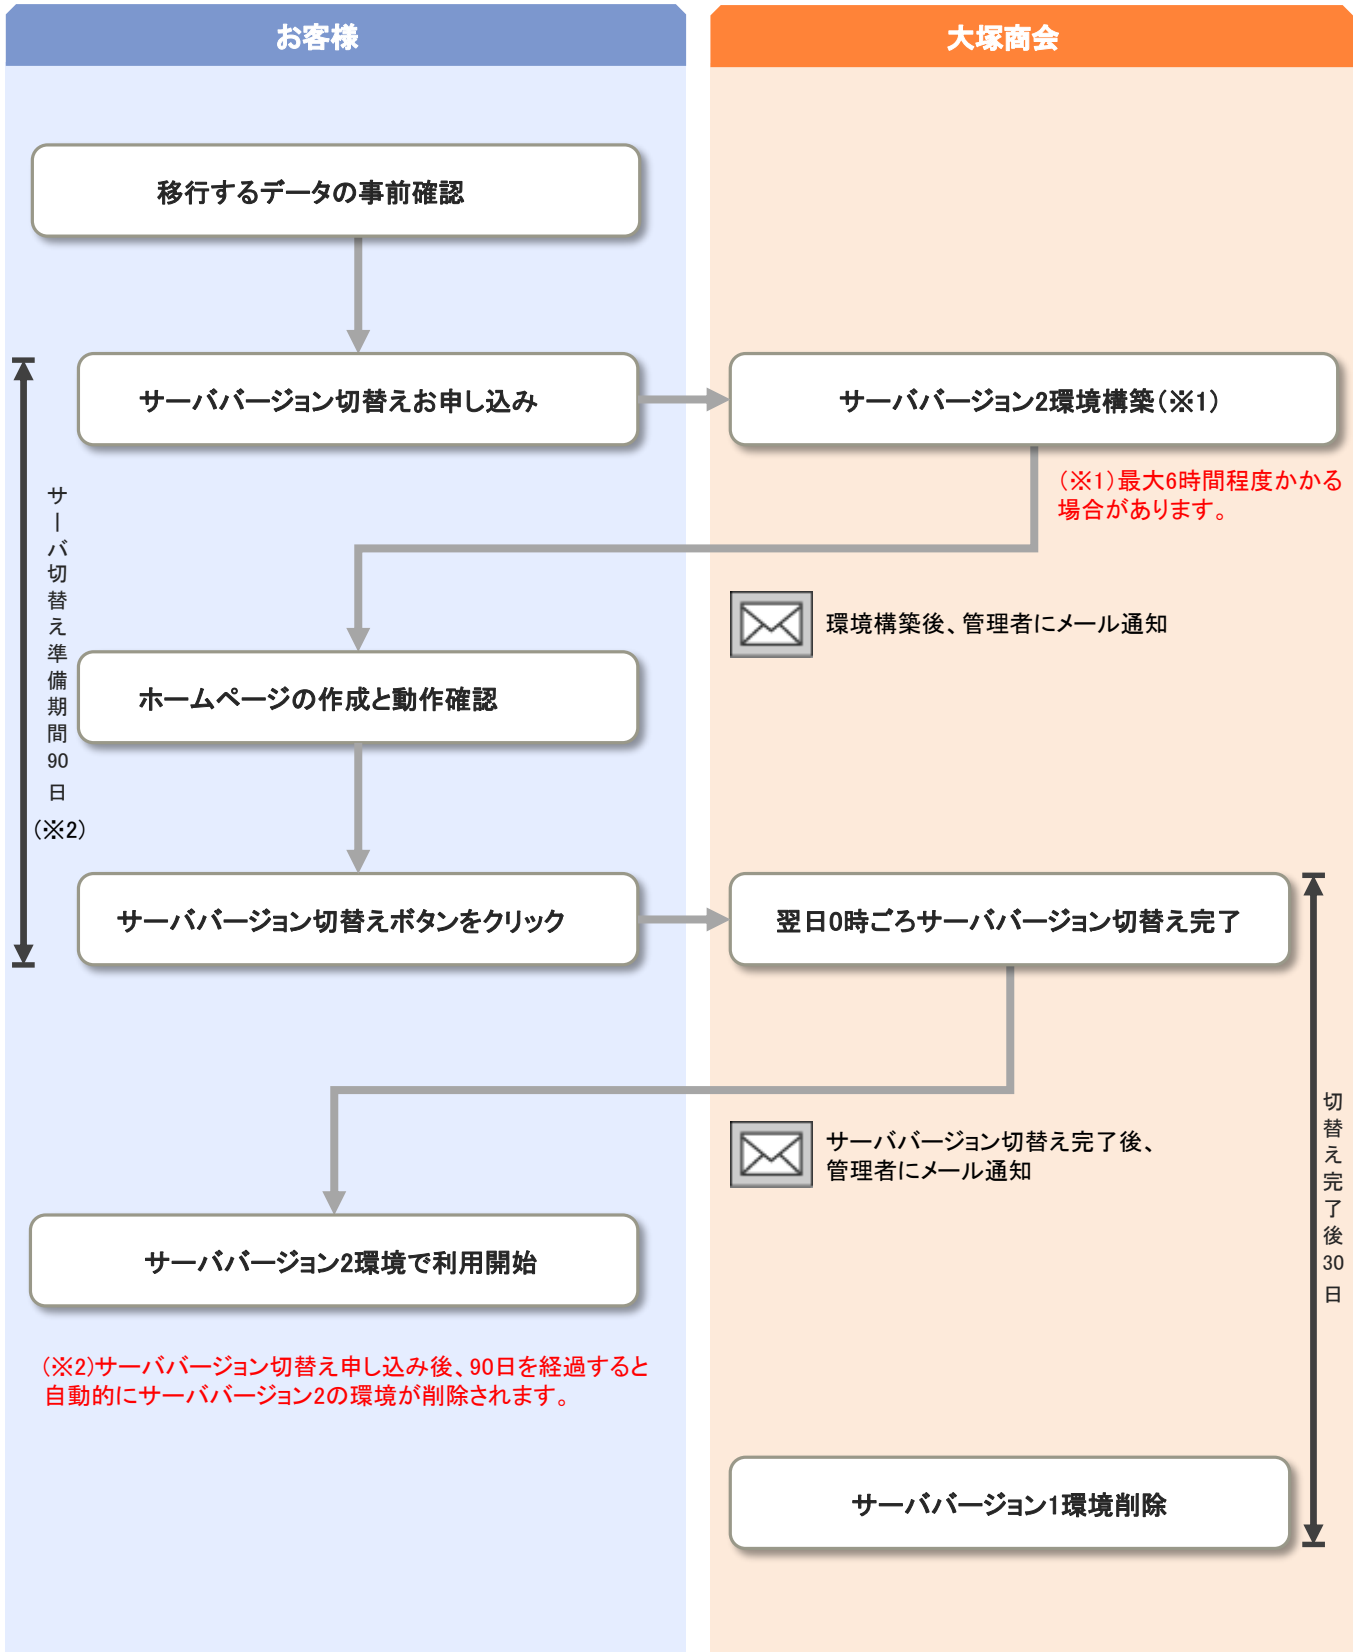 お客様
大塚商会
移行するデータの事前確認
サーババージョン切替えお申し込み
サーババージョン2環境構築(※1)
(※1)最大6時間程度かかる
場合があります。
サーバ切替え準備期間90日
(※2)
環境構築後、管理者にメール通知
ホームページの作成と動作確認
サーババージョン切替えボタンをクリック
翌日0時ごろサーババージョン切替え完了
切替え完了後30日
サーババージョン切替え完了後、
管理者にメール通知
サーババージョン2環境で利用開始
(※2)サーババージョン切替え申し込み後、90日を経過すると
自動的にサーババージョン2の環境が削除されます。
サーババージョン1環境削除